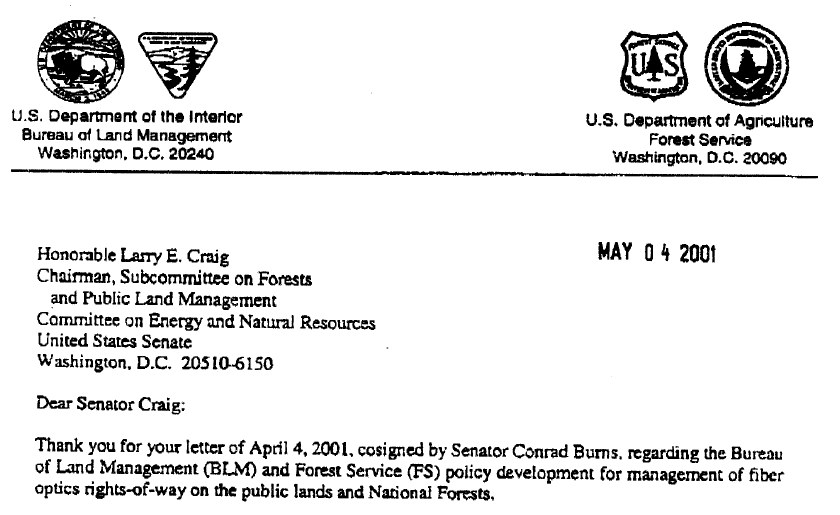 U.S. Department of the Interior
Bureau of Land Management
Washington, D.C. 20240
FOREST SERVICE
U S
U.S. Department of Agriculture
Forest Service
Washington, D.C. 20090
MAY 04 2001
Honorable Larry E. Craig
Chairman, Subcommittee on Forests
and Public Land Management
Committee on Energy and Natural Resources
United States Senate
Washington, D.C. 20510-6150
Dear Senator Craig:
Thank you for your letter of April 4, 2001, cosigned by Senator Conrad Burns, regarding the Bureau
of Land Management (BLM) and Forest Service (FS) policy development for management of fiber
optics rights-of-way on the public lands and National Forests.